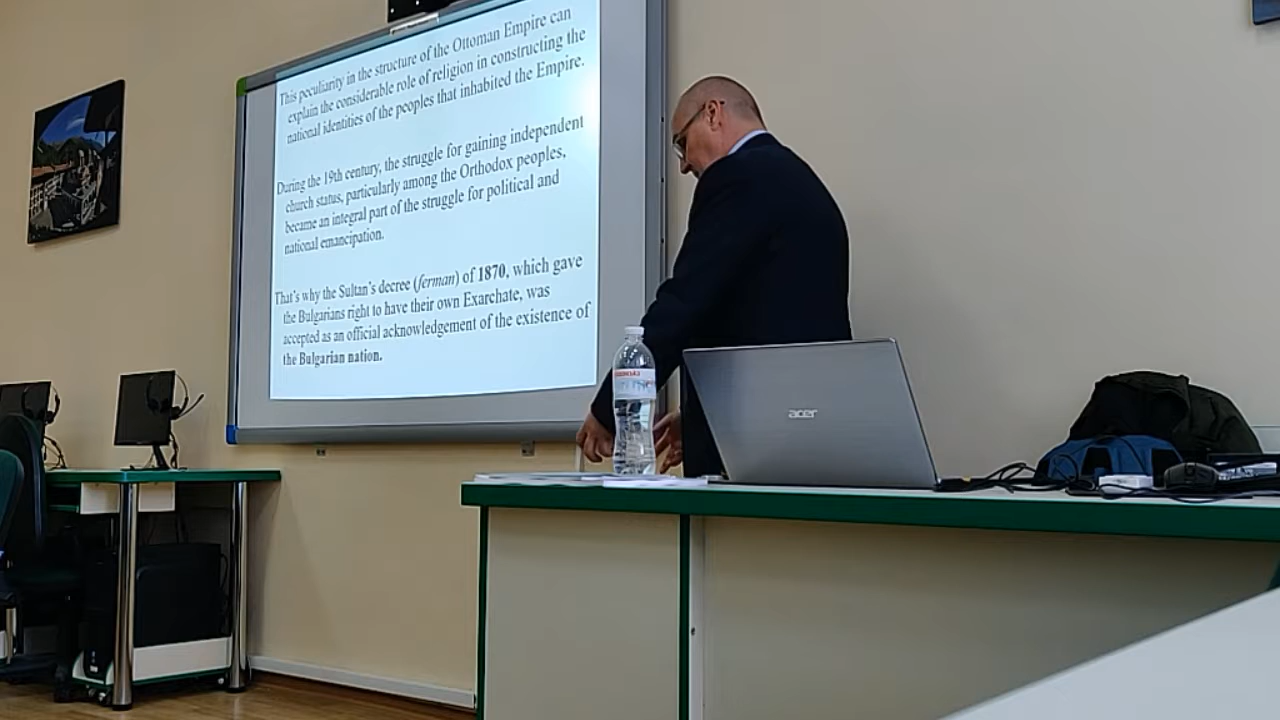 This peculiarity in the structure of the Ottoman Empire can
explain the considerable role of religion in constructing the
national identities of the peoples that inhabited the Empire.
During the 19th century, the struggle for gaining independent
church status, particularly among the Orthodox peoples,
became an integral part of the struggle for political and
national emancipation.
That's why the Sultan's decree (ferman) of 1870, which gave
the Bulgarians right to have their own Exarchate, was
accepted as an official acknowledgement of the existence of
the Bulgarian nation.
acer